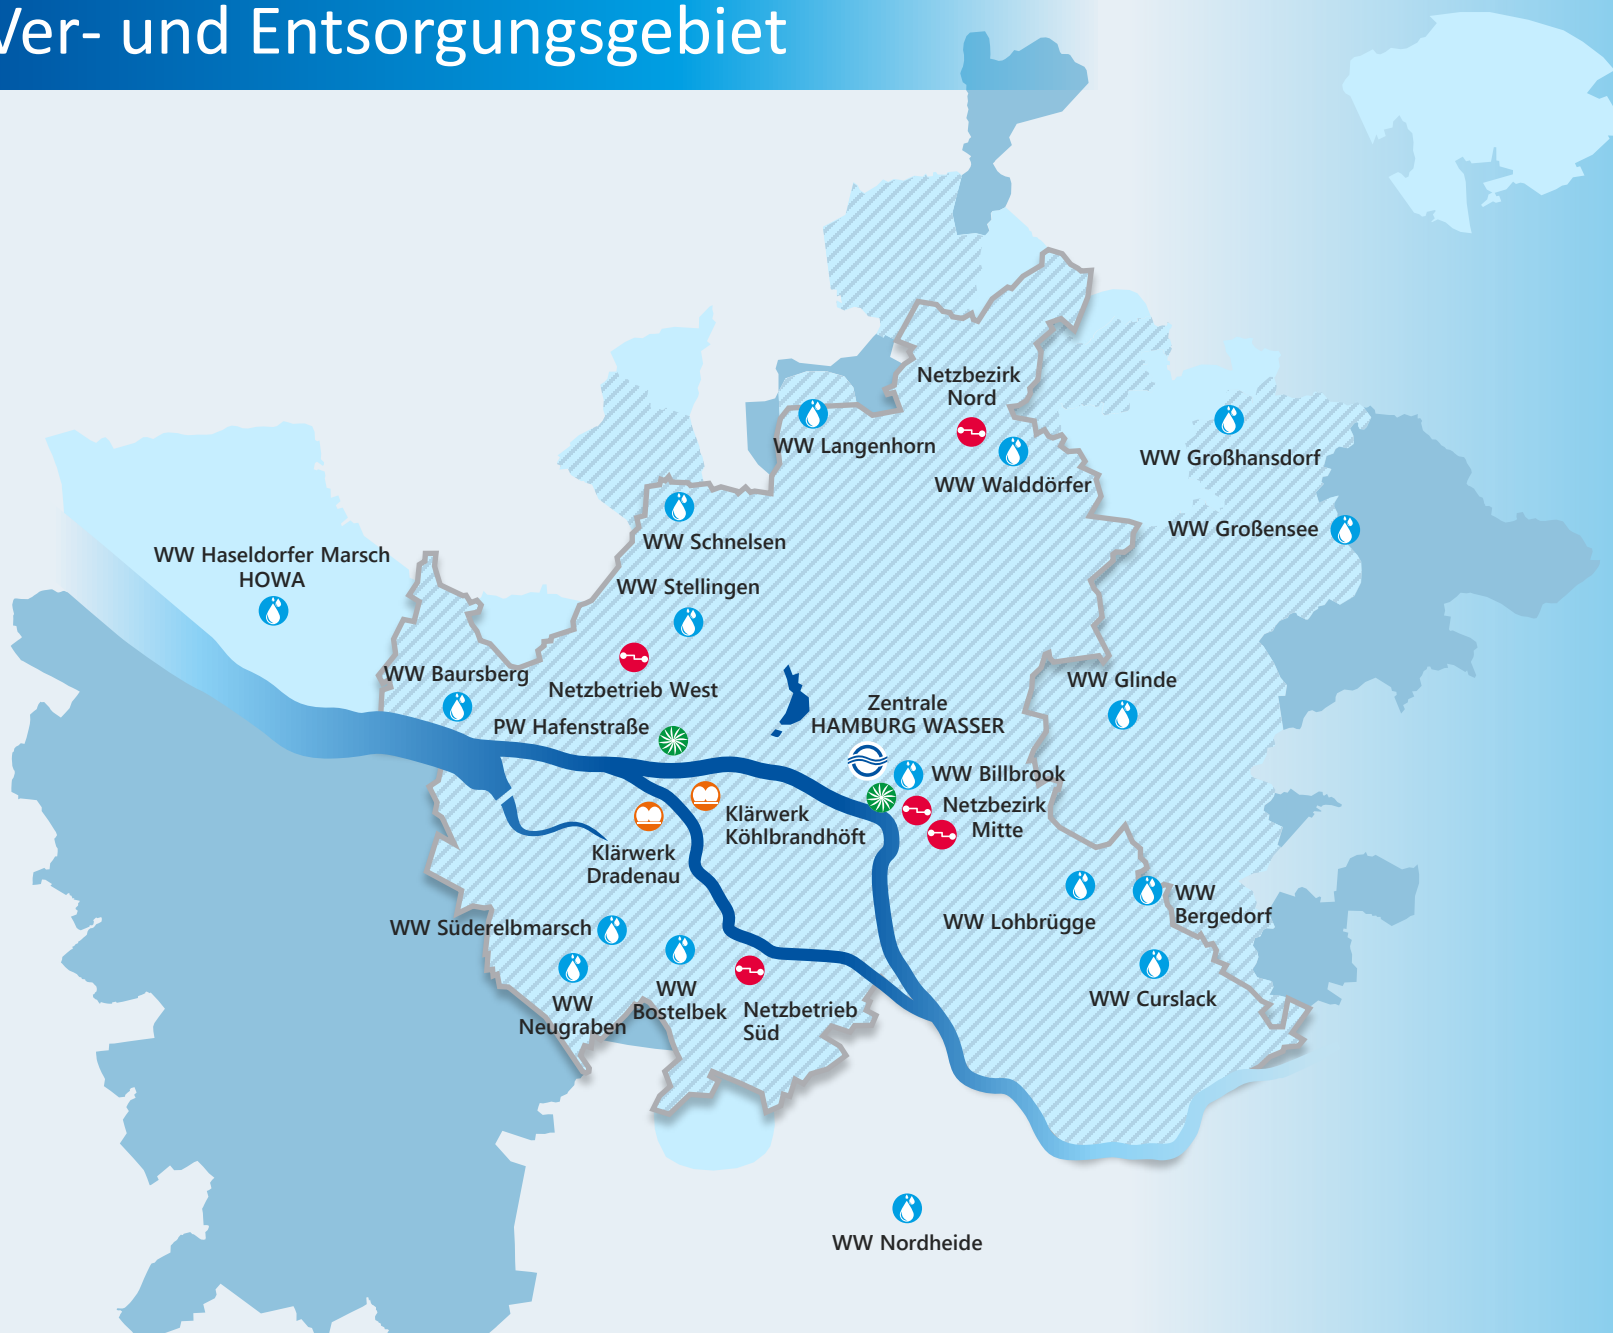 Ver- und Entsorgungsgebiet
Netzbezirk
Nord
WW Langenhorn
WW Walddörfer
WW Großhansdorf
WW Großensee
WW Schnelsen
WW Haseldorfer Marsch
HOWA
WW Stellingen
WW Baursberg
Netzbetrieb West
WW Glinde
PW Hafenstraße
Zentrale
HAMBURG WASSER
WW Billbrook
Netzbezirk
Mitte
Klärwerk
Köhlbrandhöft
Klärwerk
Dradenau
WW Süderelbmarsch
WW Lohbrügge
WW
Bergedorf
WW
Neugraben
WW
Bostelbek
Netzbetrieb
Süd
WW Curslack
WW Nordheide